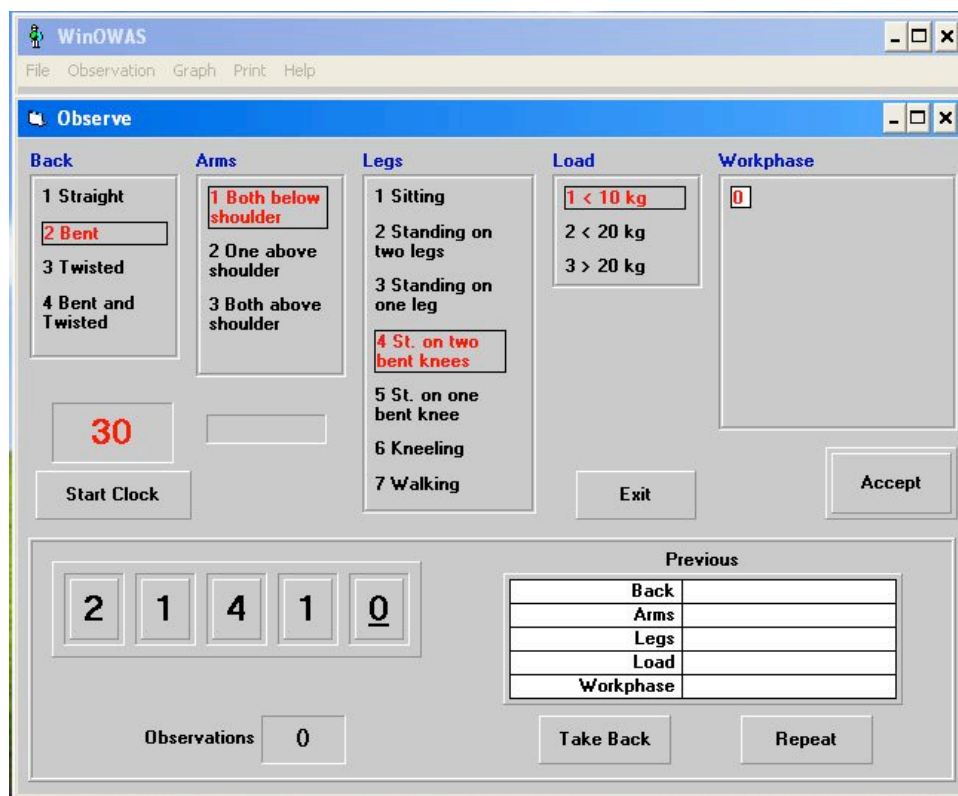 WinOWAS
File Observation Graph Print Help
Observe
Back
1 Straight
2 Bent
3 Twisted
4 Bent and
Twisted
Arms
1 Both below
shoulder
2 One above
shoulder
3 Both above
shoulder
Legs
1 Sitting
2 Standing on
two legs
3 Standing on
one leg
4 St. on two
bent knees
5 St. on one
bent knee
6 Kneeling
7 Walking
Load
1 < 10 kg
2 < 20 kg
3 > 20 kg
Workphase
0
30
Start Clock
Exit
Accept
2 1 4 1 0
Observations 0
Previous
Back
Arms
Legs
Load
Workphase
Take Back
Repeat